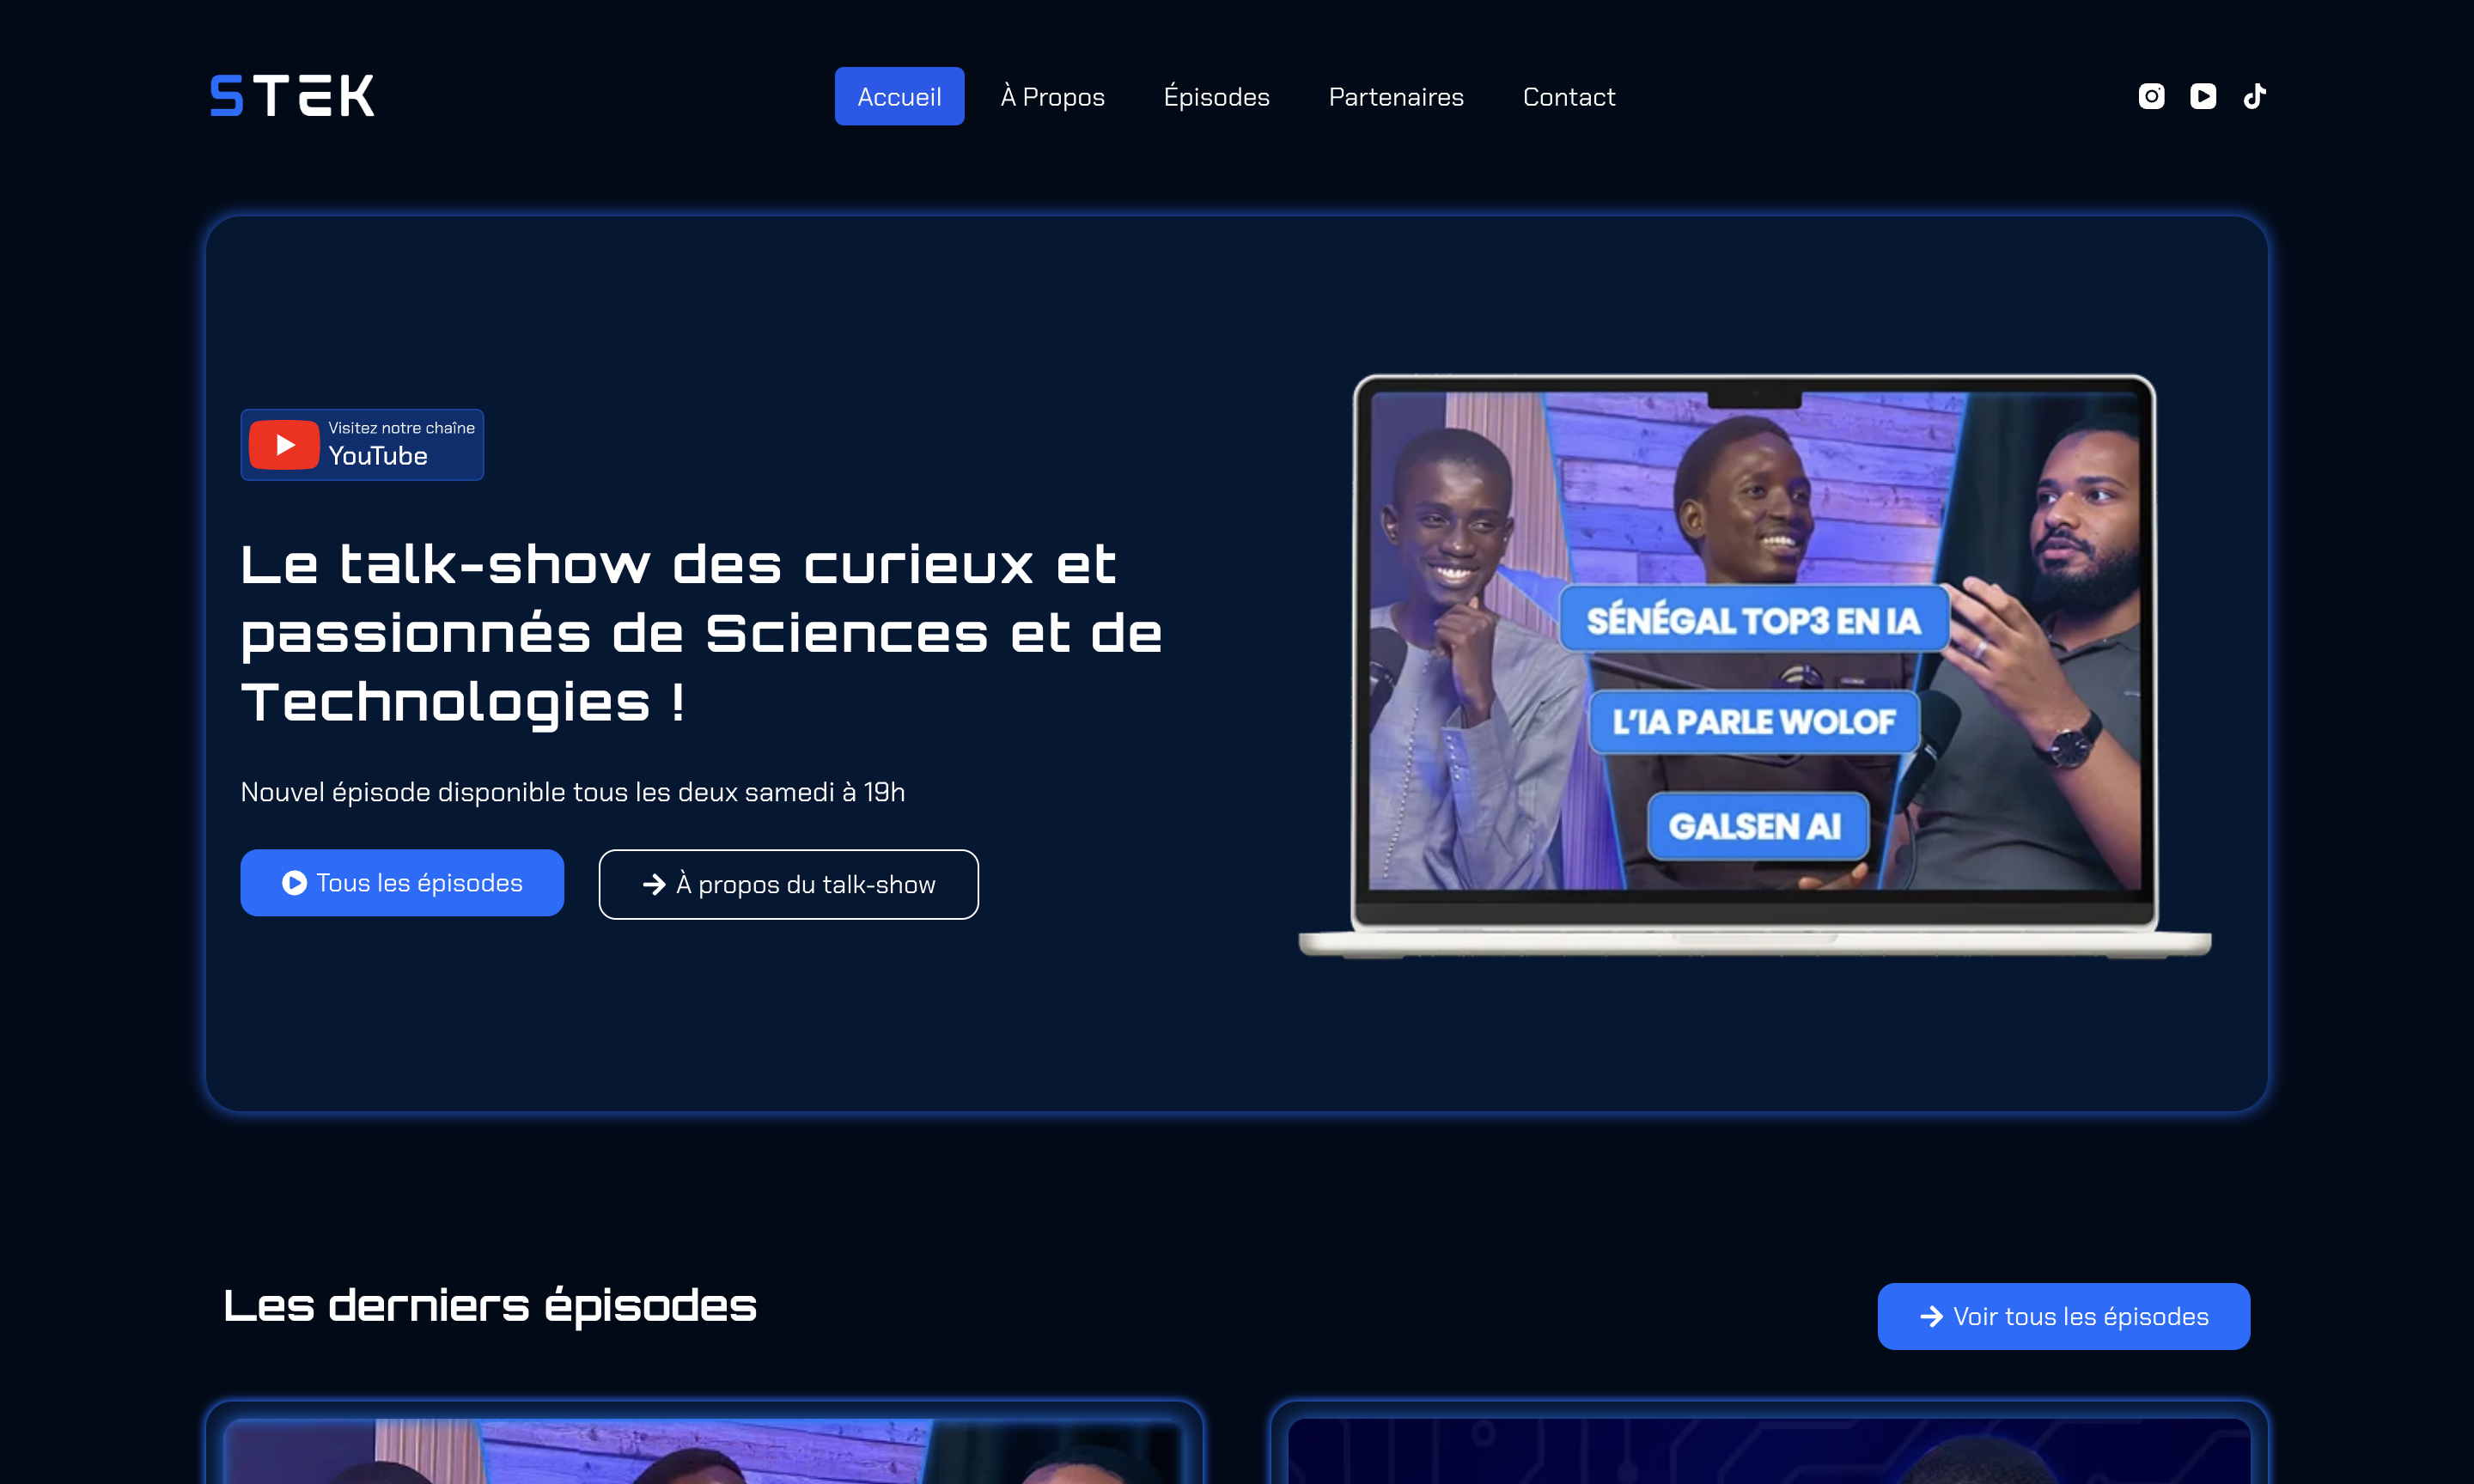 STEK
Accueil
À Propos
Épisodes
Partenaires
Contact
Visitez notre chaîne
YouTube
Le talk-show des curieux et
passionnés de Sciences et de
Technologies !
Nouvel épisode disponible tous les deux samedi à 19h
Tous les épisodes
À propos du talk-show
SÉNÉGAL TOP3 EN IA
L'IA PARLE WOLOF
GALSEN AI
Les derniers épisodes
Voir tous les épisodes